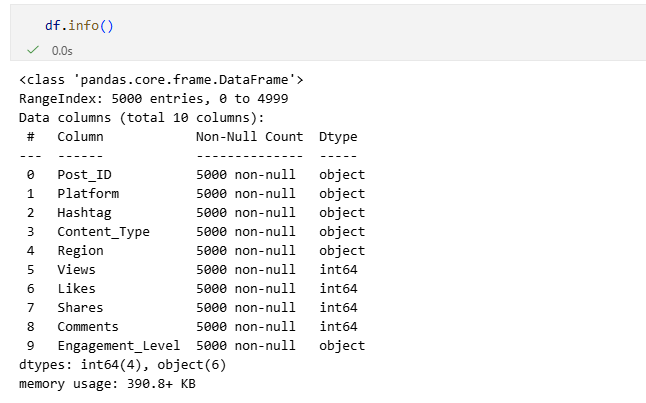 df.info()
0.0s
<class 'pandas.core.frame.DataFrame'>
RangeIndex: 5000 entries, 0 to 4999
Data columns (total 10 columns):
 #   Column            Non-Null Count  Dtype
---  ------            --------------  -----
 0   Post_ID           5000 non-null   object
 1   Platform          5000 non-null   object
 2   Hashtag           5000 non-null   object
 3   Content_Type      5000 non-null   object
 4   Region            5000 non-null   object
 5   Views             5000 non-null   int64
 6   Likes             5000 non-null   int64
 7   Shares            5000 non-null   int64
 8   Comments          5000 non-null   int64
 9   Engagement_Level  5000 non-null   object
dtypes: int64(4), object(6)
memory usage: 390.8+ KB